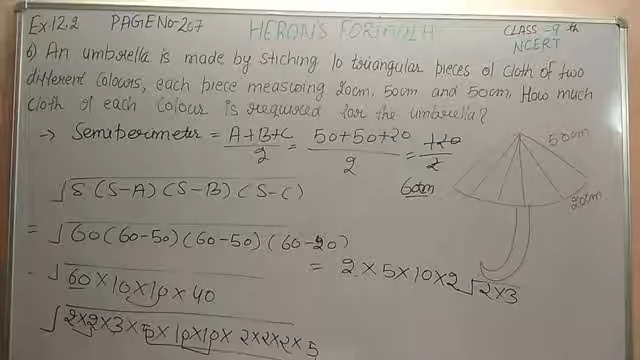 Ex.12.2 PAGE No-207 HERON'S FORMULA CLASS-9th
NCERT
6) An umbrella is made by stiching 10 triangular pieces of cloth of two
different colours, each piece measuring 20cm, 50cm and 50cm. How much
cloth of each colour is required for the umbrella?
→ Semiperimeter = A+B+C/2 = 50+50+20/2 = 120/2
60cm
50cm
20cm
√S(S-A)(S-B)(S-C)
= √60(60-50)(60-50)(60-20)
- √60×10×10×40
= 2×5×10×2√2×3
√2×2×3×5×10×10×2×2×2×5